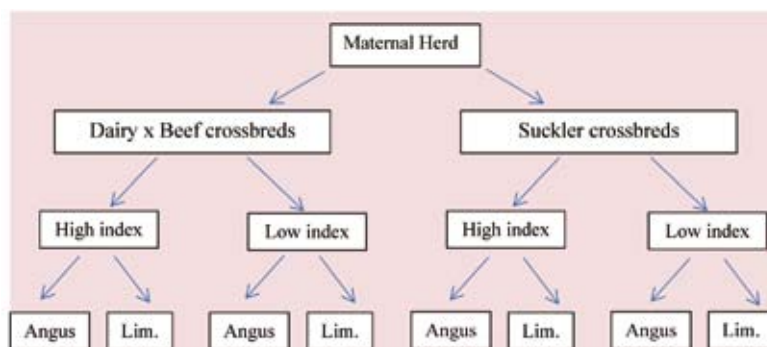 Maternal Herd
Dairy x Beef crossbreds
Suckler crossbreds
High index
Low index
High index
Low index
Angus
Lim.
Angus
Lim.
Angus
Lim.
Angus
Lim.